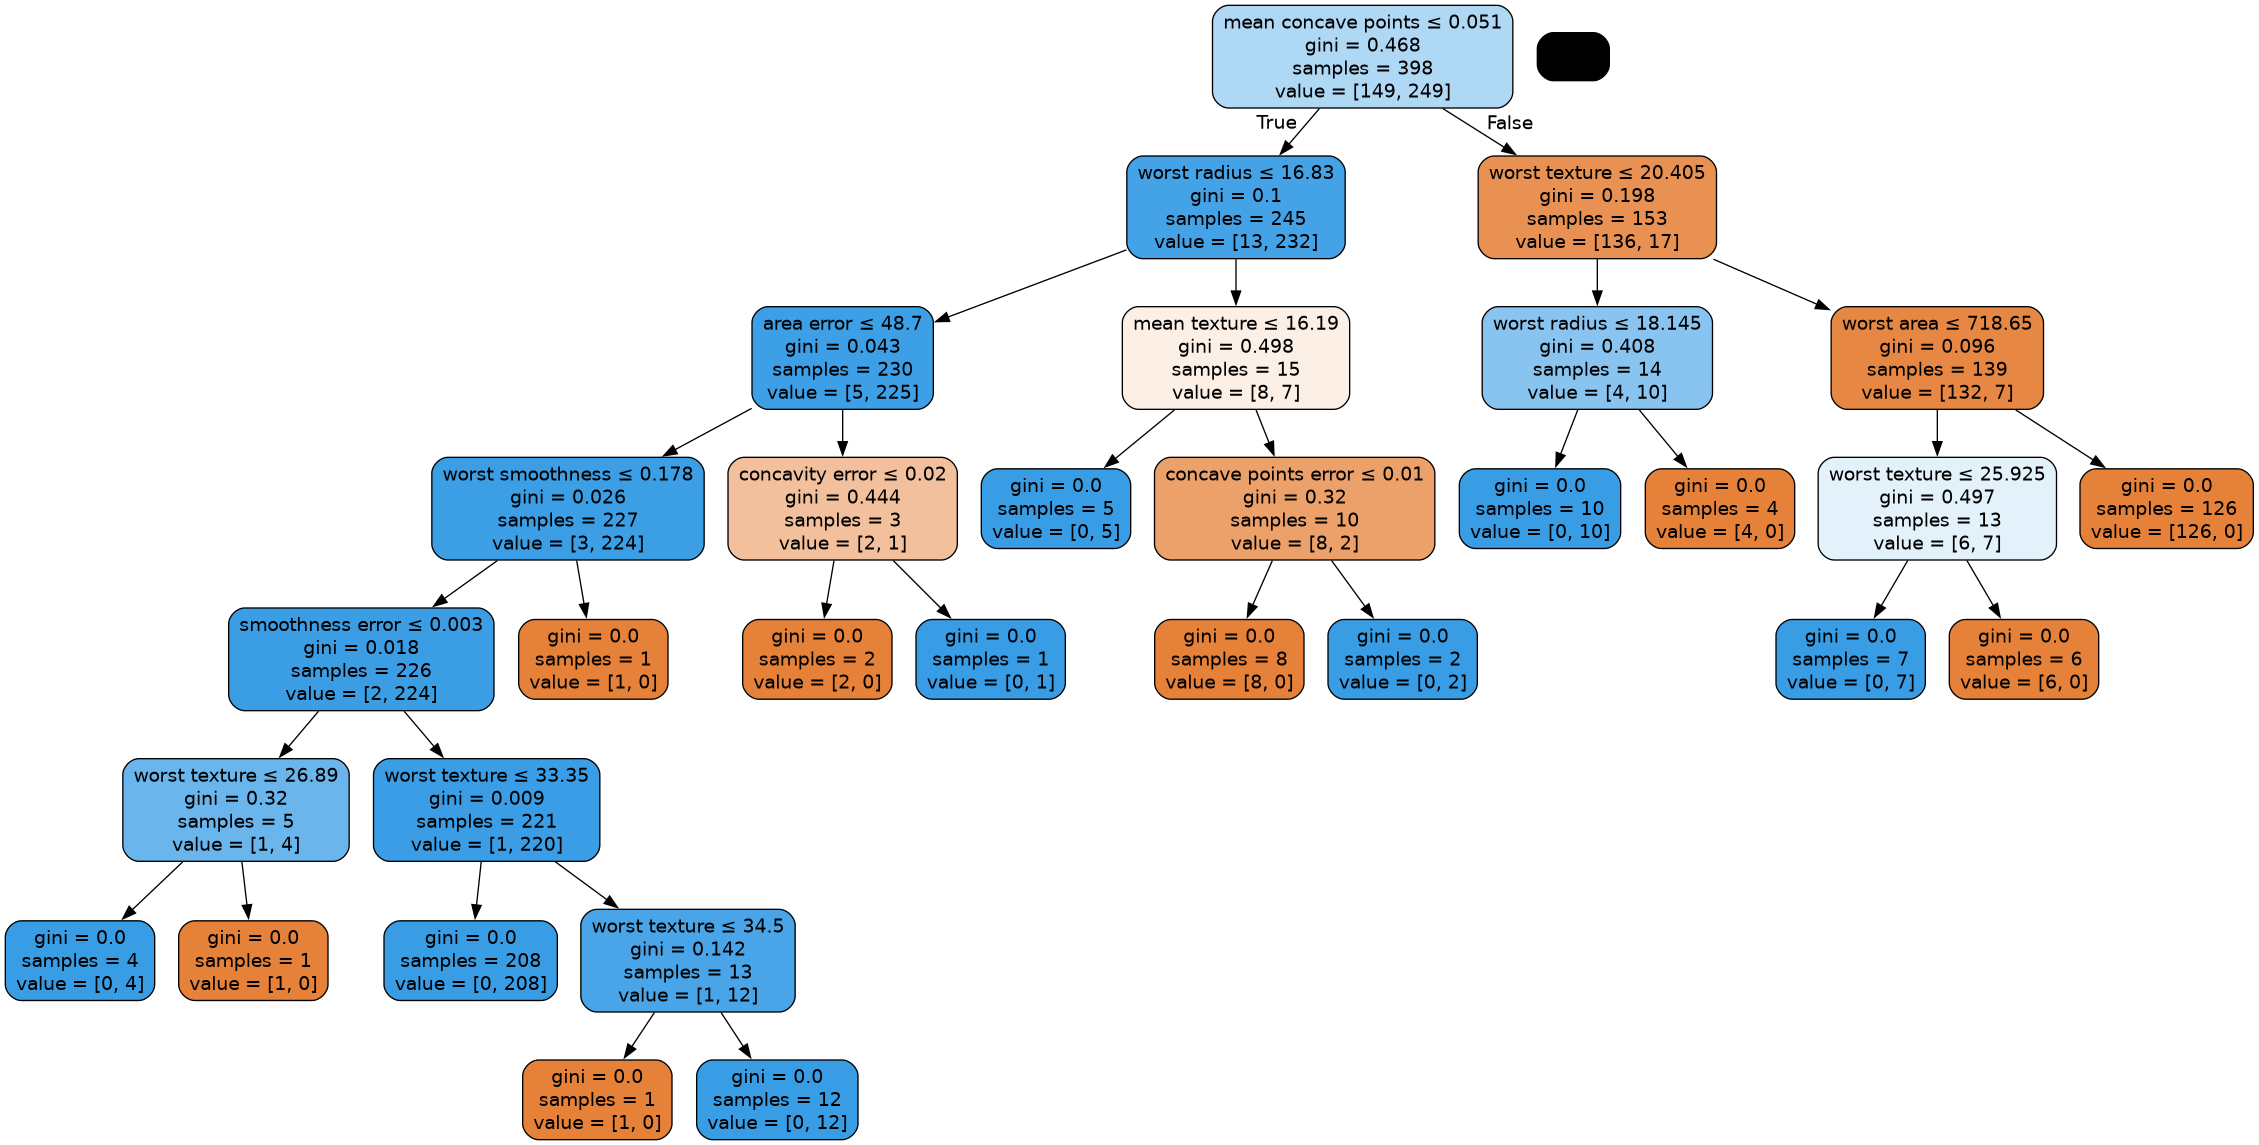 mean concave points ≤ 0.051
gini = 0.468
samples = 398
value = [149, 249]
True
False
worst radius ≤ 16.83
gini = 0.1
samples = 245
value = [13, 232]
worst texture ≤ 20.405
gini = 0.198
samples = 153
value = [136, 17]
area error ≤ 48.7
gini = 0.043
samples = 230
value = [5, 225]
mean texture ≤ 16.19
gini = 0.498
samples = 15
value = [8, 7]
worst radius ≤ 18.145
gini = 0.408
samples = 14
value = [4, 10]
worst area ≤ 718.65
gini = 0.096
samples = 139
value = [132, 7]
worst smoothness ≤ 0.178
gini = 0.026
samples = 227
value = [3, 224]
concavity error ≤ 0.02
gini = 0.444
samples = 3
value = [2, 1]
gini = 0.0
samples = 5
value = [0, 5]
concave points error ≤ 0.01
gini = 0.32
samples = 10
value = [8, 2]
gini = 0.0
samples = 10
value = [0, 10]
gini = 0.0
samples = 4
value = [4, 0]
worst texture ≤ 25.925
gini = 0.497
samples = 13
value = [6, 7]
gini = 0.0
samples = 126
value = [126, 0]
smoothness error ≤ 0.003
gini = 0.018
samples = 226
value = [2, 224]
gini = 0.0
samples = 1
value = [1, 0]
gini = 0.0
samples = 2
value = [2, 0]
gini = 0.0
samples = 1
value = [0, 1]
gini = 0.0
samples = 8
value = [8, 0]
gini = 0.0
samples = 2
value = [0, 2]
gini = 0.0
samples = 7
value = [0, 7]
gini = 0.0
samples = 6
value = [6, 0]
worst texture ≤ 26.89
gini = 0.32
samples = 5
value = [1, 4]
worst texture ≤ 33.35
gini = 0.009
samples = 221
value = [1, 220]
gini = 0.0
samples = 4
value = [0, 4]
gini = 0.0
samples = 1
value = [1, 0]
gini = 0.0
samples = 208
value = [0, 208]
worst texture ≤ 34.5
gini = 0.142
samples = 13
value = [1, 12]
gini = 0.0
samples = 1
value = [1, 0]
gini = 0.0
samples = 12
value = [0, 12]